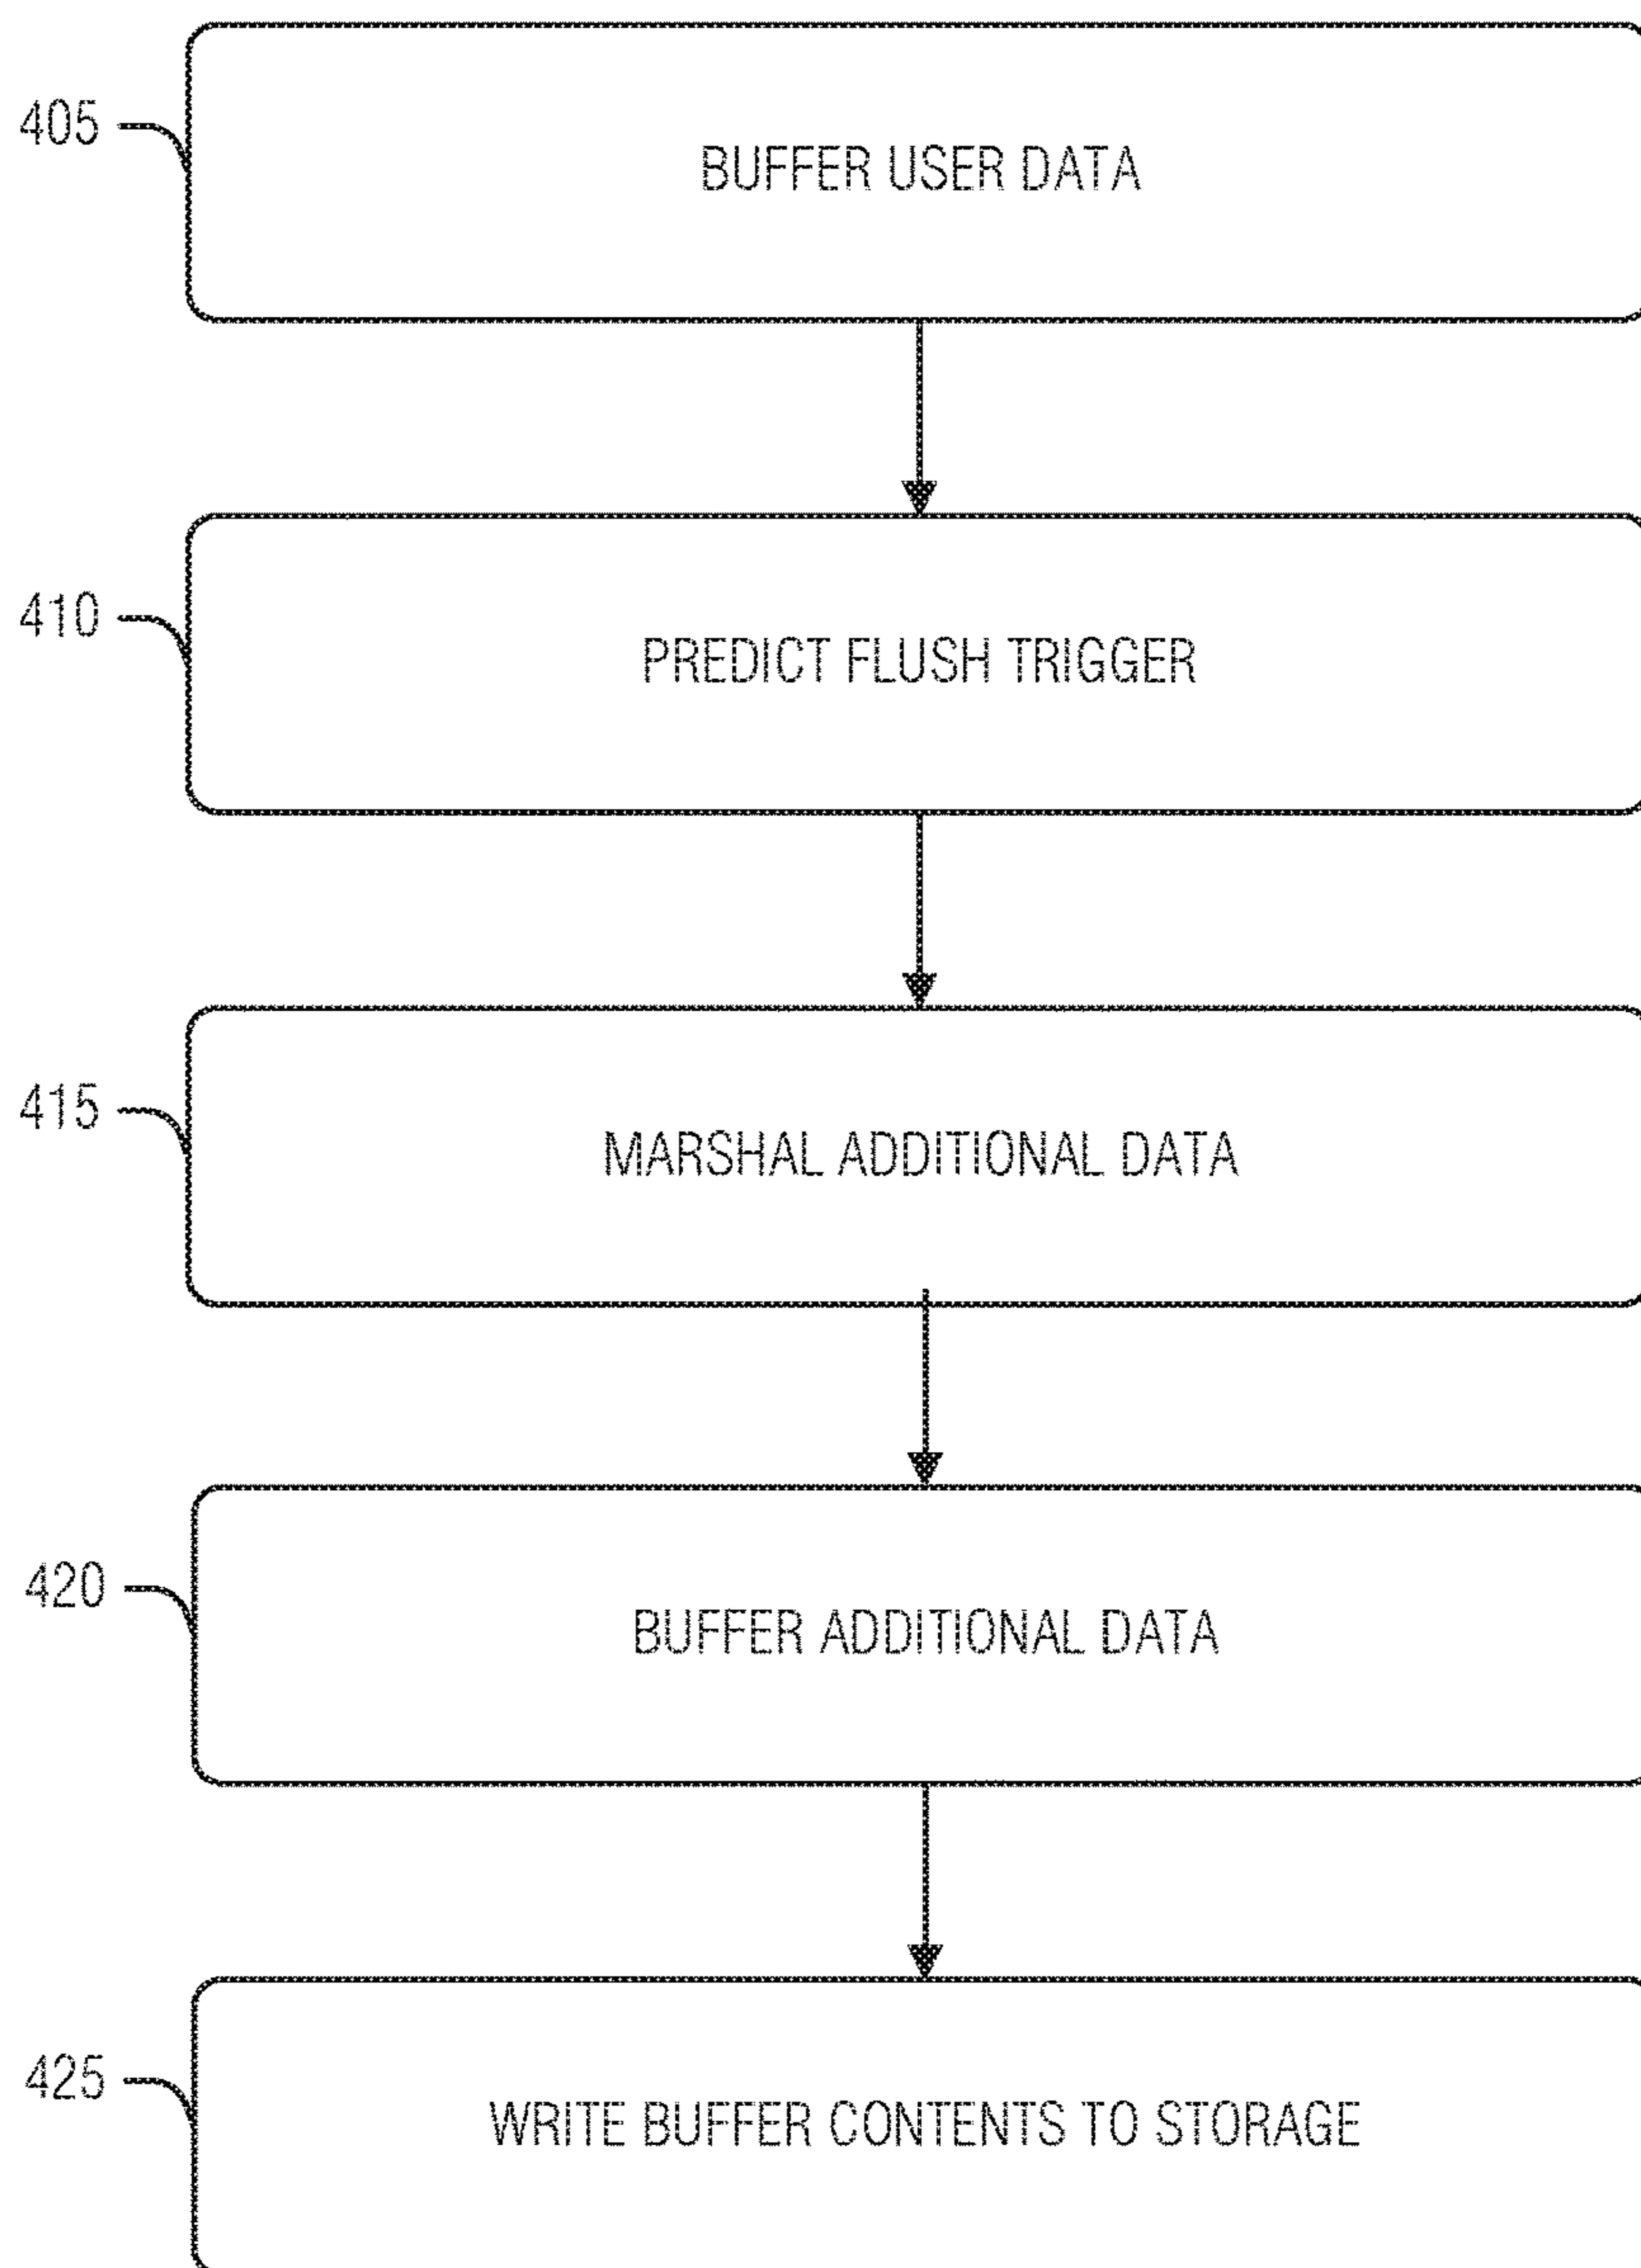 405
BUFFER USER DATA
410
PREDICT FLUSH TRIGGER
415
MARSHAL ADDITIONAL DATA
420
BUFFER ADDITIONAL DATA
425
WRITE BUFFER CONTENTS TO STORAGE